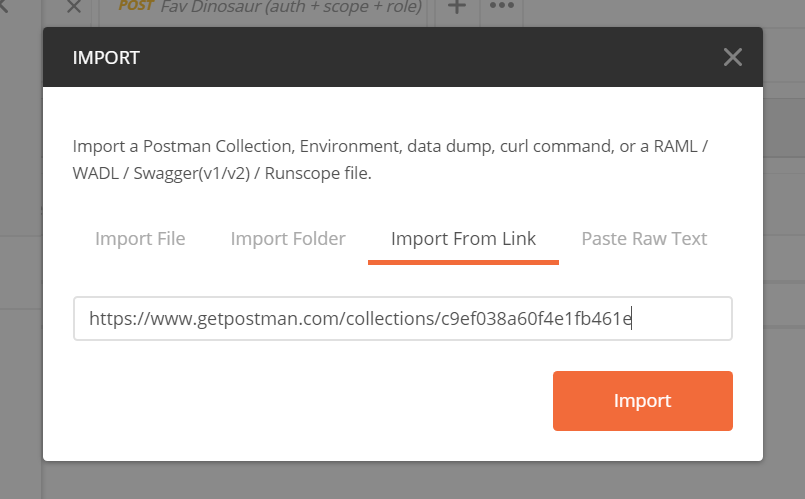 POST Fav Dinosaur (auth + scope + role)
IMPORT
Import a Postman Collection, Environment, data dump, curl command, or a RAML /
WADL / Swagger(v1/v2) / Runscope file.
Import File Import Folder Import From Link Paste Raw Text
https://www.getpostman.com/collections/c9ef038a60f4e1fb461e
Import